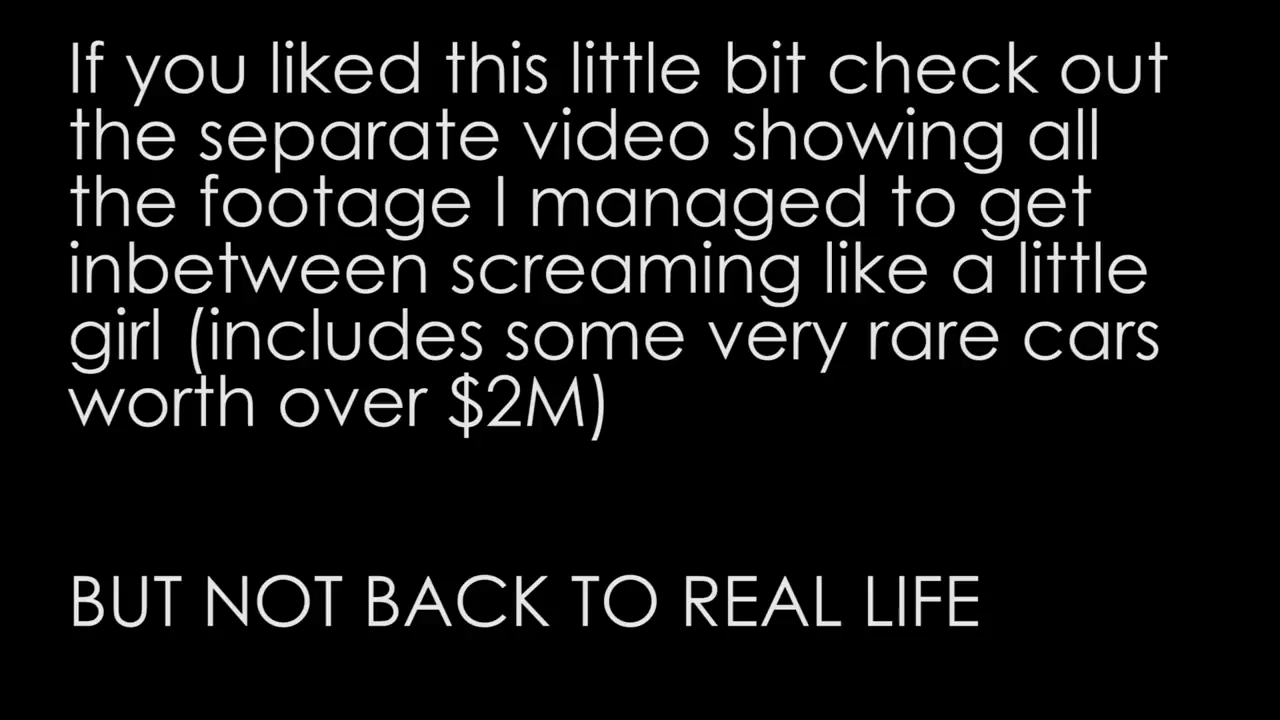 If you liked this little bit check out
the separate video showing all
the footage I managed to get
inbetween screaming like a little
girl (includes some very rare cars
worth over $2M)
BUT NOT BACK TO REAL LIFE